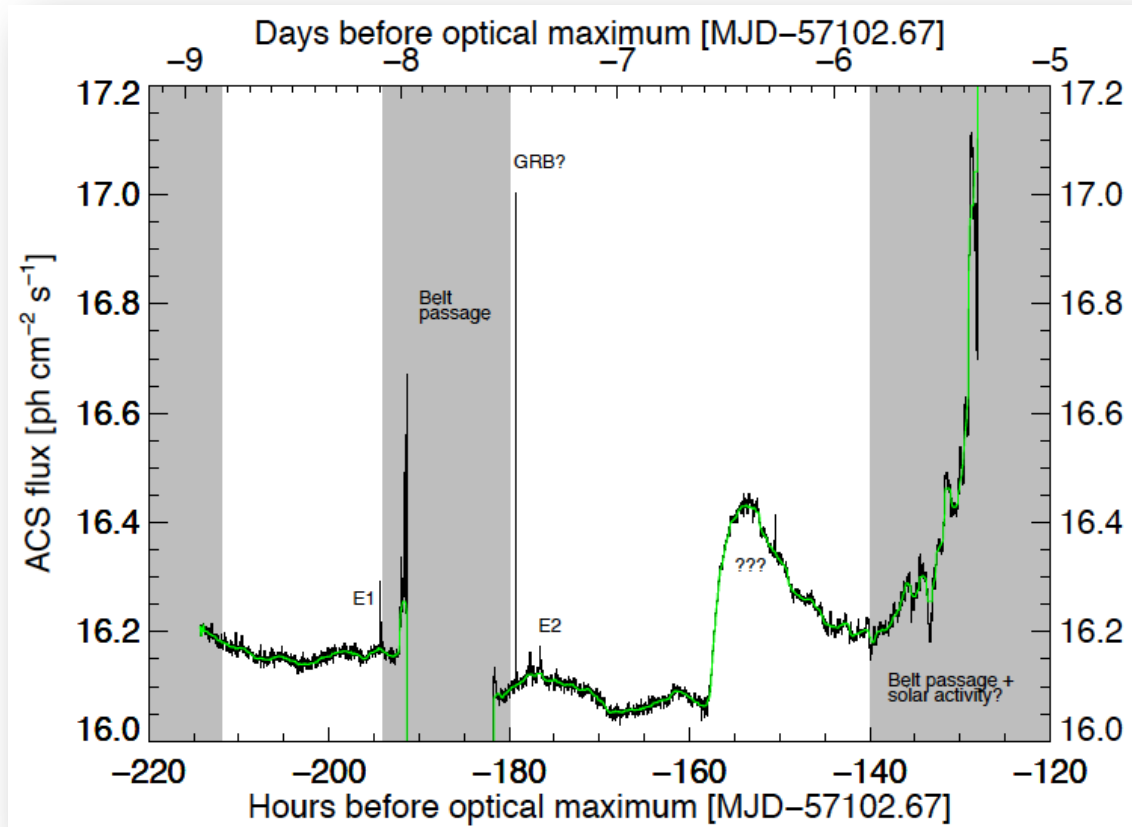 Days before optical maximum [MJD−57102.67]
−9 −8 −7 −6 −5
17.2 17.2
GRB?
17.0 17.0
16.8 Belt 16.8
passage
ACS flux [ph cm⁻² s⁻¹]
16.6 16.6
16.4 16.4
???
E1
E2
16.2 16.2
Belt passage +
solar activity?
16.0 16.0
−220 −200 −180 −160 −140 −120
Hours before optical maximum [MJD−57102.67]